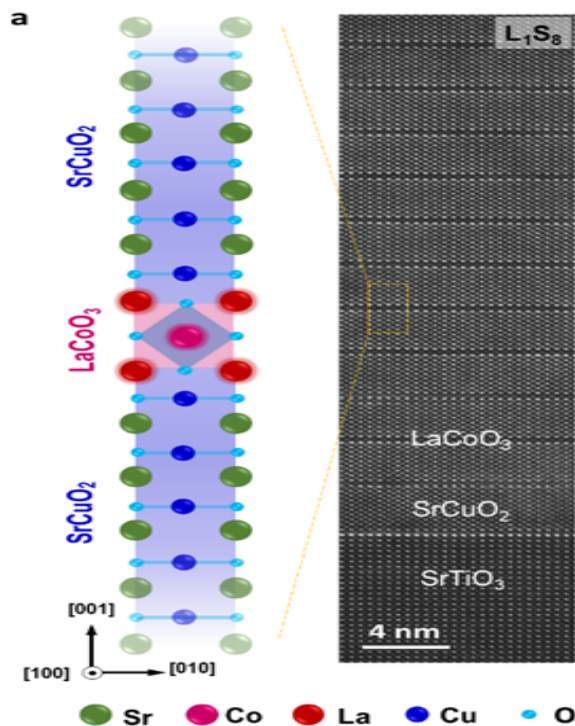 a
L₁S₈
SrCuO₂
LaCoO₃
SrCuO₂
LaCoO₃
SrCuO₂
SrTiO₃
4 nm
[001]
[100]
[010]
Sr Co La Cu O